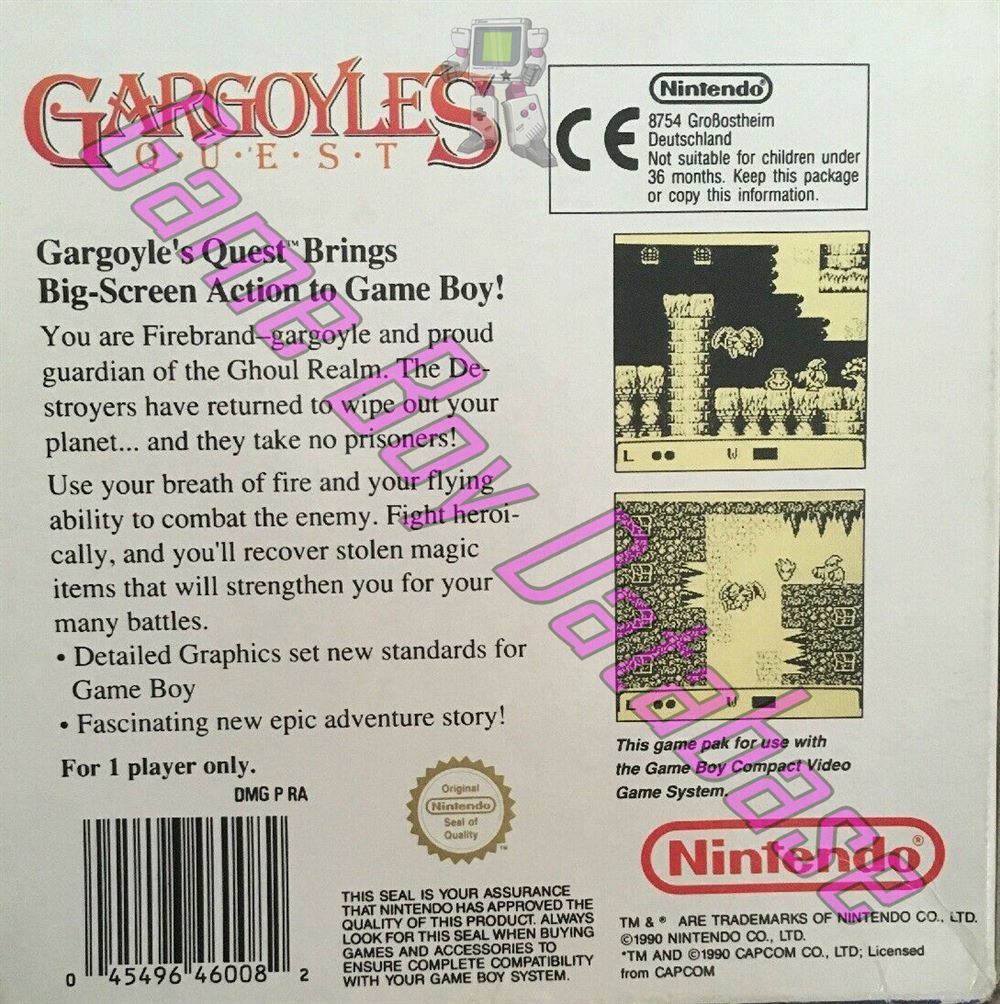 GARGOYLE'S
QUEST
Nintendo®
CE
8754 Großostheim
Deutschland
Not suitable for children under
36 months. Keep this package
or copy this information.
Gargoyle's Quest™ Brings
Big-Screen Action to Game Boy!
You are Firebrand–gargoyle and proud
guardian of the Ghoul Realm. The De-
stroyers have returned to wipe out your
planet... and they take no prisoners!
Use your breath of fire and your flying
ability to combat the enemy. Fight heroi-
cally, and you'll recover stolen magic
items that will strengthen you for your
many battles.
• Detailed Graphics set new standards for
Game Boy
• Fascinating new epic adventure story!
For 1 player only.
DMG P RA
L W
L W
This game pak for use with
the Game Boy Compact Video
Game System.
Original
Nintendo
Seal of
Quality
™
Nintendo®
THIS SEAL IS YOUR ASSURANCE
THAT NINTENDO HAS APPROVED THE
QUALITY OF THIS PRODUCT. ALWAYS
LOOK FOR THIS SEAL WHEN BUYING
GAMES AND ACCESSORIES TO
ENSURE COMPLETE COMPATIBILITY
WITH YOUR GAME BOY SYSTEM.
TM & ® ARE TRADEMARKS OF NINTENDO CO., LTD.
©1990 NINTENDO CO., LTD.
*TM AND ©1990 CAPCOM CO., LTD; Licensed
from CAPCOM
0 45496 46008 2
Game Boy Database